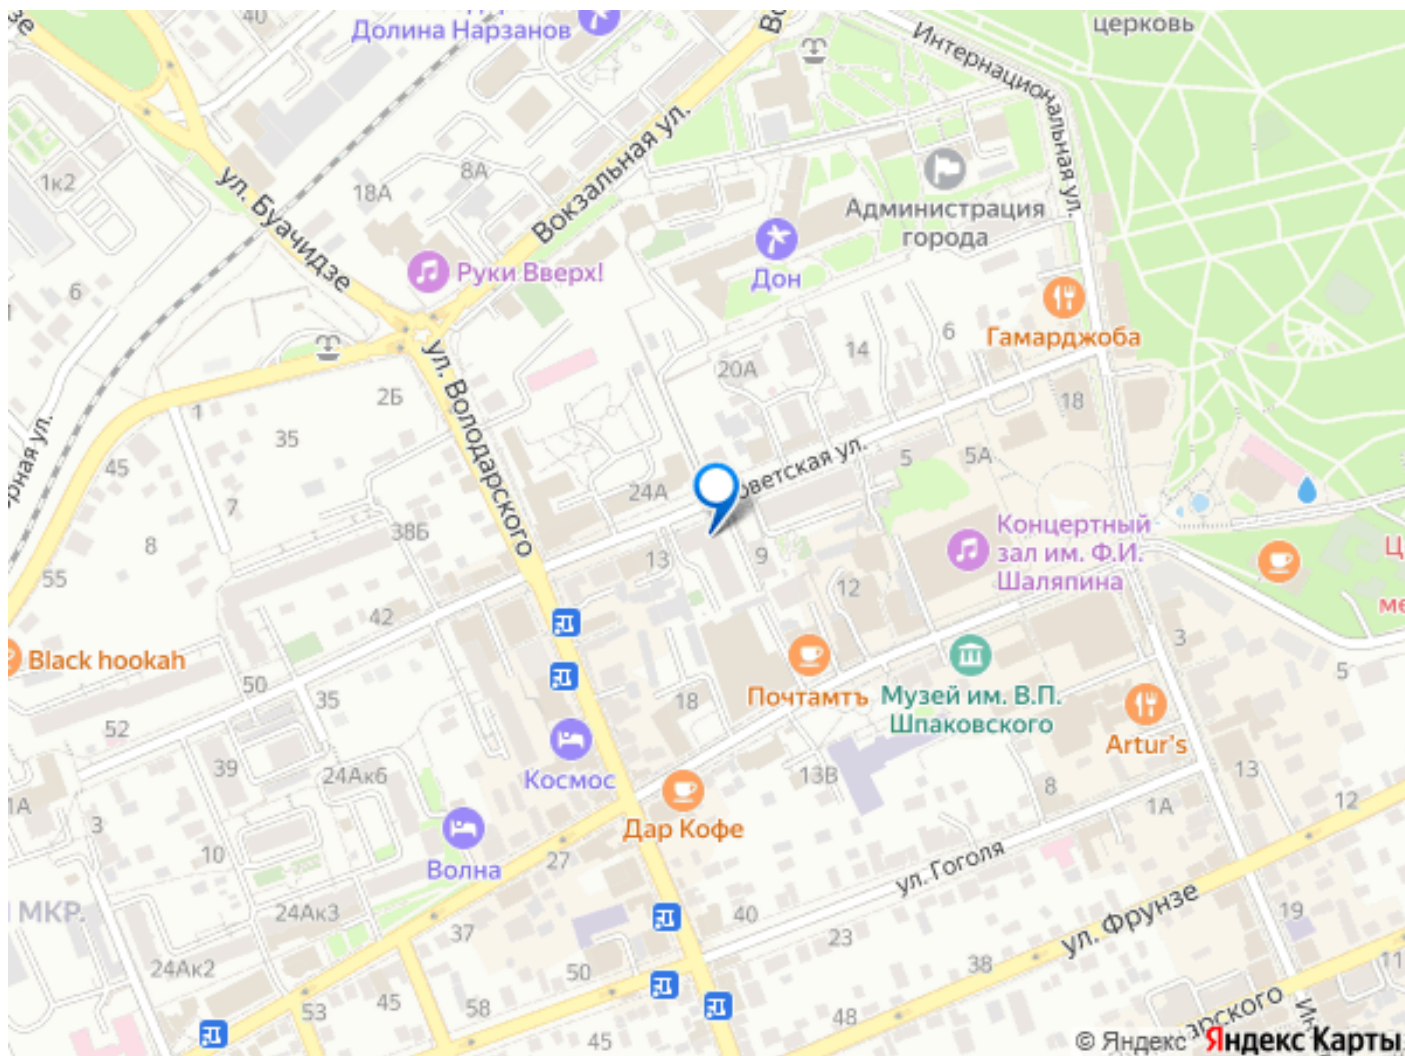 Долина Нарзанов
40
церковь
Интернациональная ул.
Вокзальная ул.
1к2
18А
8А
ул. Буачидзе
Администрация
города
Руки Вверх!
Дон
6
Гамарджоба
6
14
20А
18
2Б
1
35
ул. Володарского
45
7
24А
Советская ул.
5
5А
38Б
8
13
9
12
Концертный
зал им. Ф.И.
Шаляпина
55
42
Black hookah
50
35
3
5
52
18
Почтамтъ
Музей им. В.П.
Шпаковского
Artur's
39
24Ак6
Космос
13В
8
13
1А
12
1А
3
10
Волна
Дар Кофе
27
ул. Гоголя
МКР.
24Ак3
37
40
23
ул. Фрунзе
19
24Ак2
50
38
11
53
45
58
45
48
© Яндекс Яндекс Карты